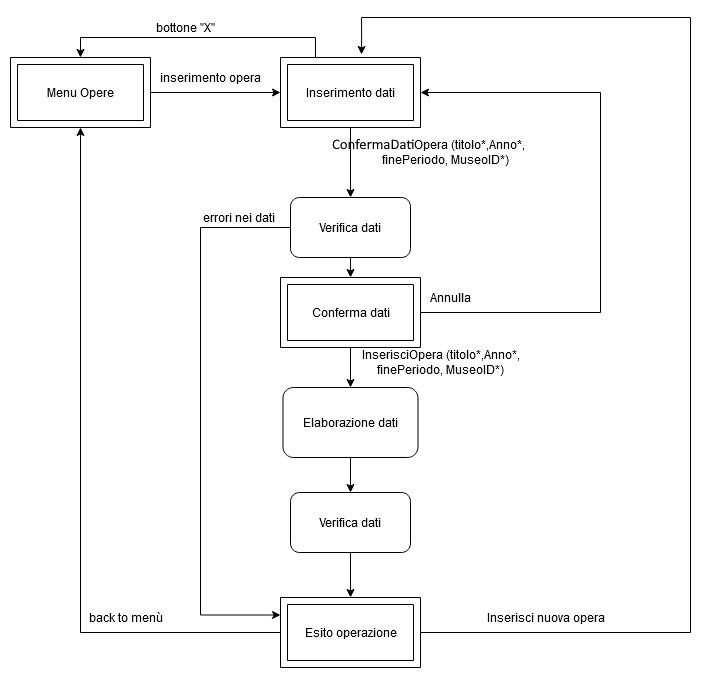 bottone "X"
inserimento opera
Menu Opere
Inserimento dati
ConfermaDatiOpera (titolo*,Anno*,
finePeriodo, MuseoID*)
errori nei dati
Verifica dati
Annulla
Conferma dati
InserisciOpera (titolo*,Anno*,
finePeriodo, MuseoID*)
Elaborazione dati
Verifica dati
back to menù
Inserisci nuova opera
Esito operazione